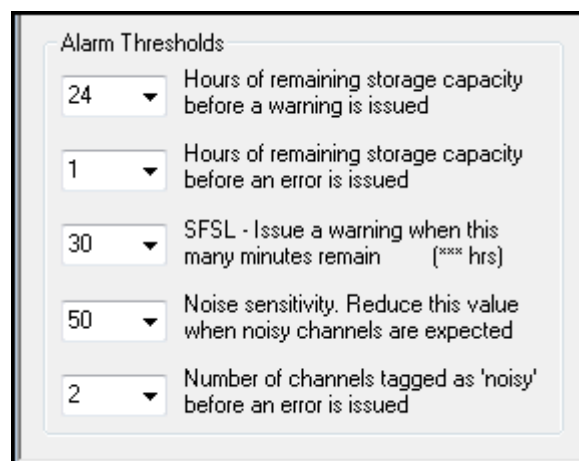 Alarm Thresholds
24
Hours of remaining storage capacity
before a warning is issued
1
Hours of remaining storage capacity
before an error is issued
30
SFSL - Issue a warning when this
many minutes remain (*** hrs)
50
Noise sensitivity. Reduce this value
when noisy channels are expected
2
Number of channels tagged as 'noisy'
before an error is issued